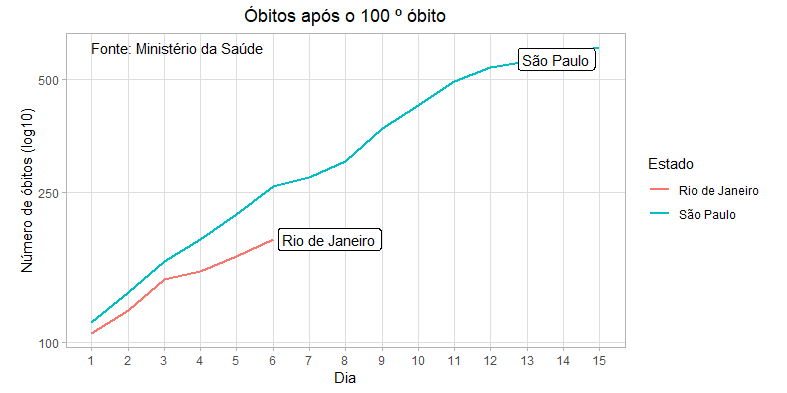 Óbitos após o 100 º óbito
Fonte: Ministério da Saúde
São Paulo
500
250
100
Número de óbitos (log10)
Rio de Janeiro
1 2 3 4 5 6 7 8 9 10 11 12 13 14 15
Dia
Estado
Rio de Janeiro
São Paulo